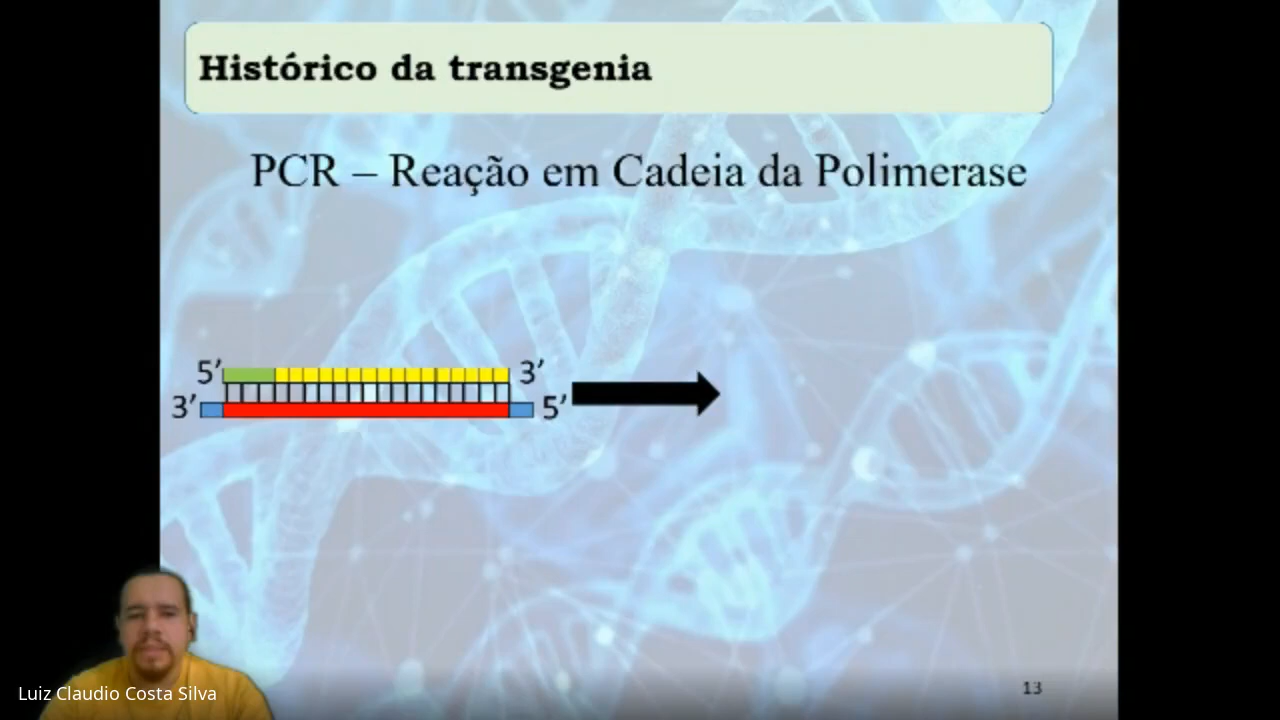 Histórico da transgenia
PCR – Reação em Cadeia da Polimerase
5’ 3’
3’ 5’
Luiz Claudio Costa Silva
13